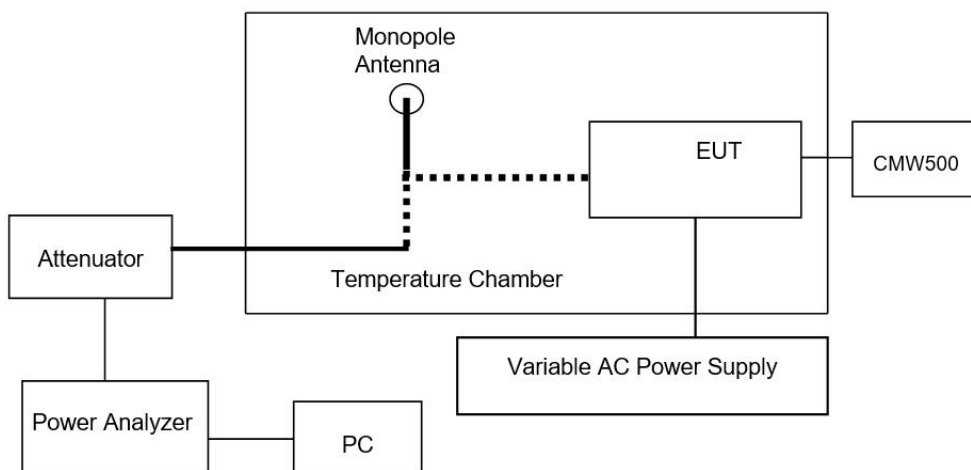 Monopole
Antenna
EUT
CMW500
Attenuator
Temperature Chamber
Variable AC Power Supply
Power Analyzer
PC